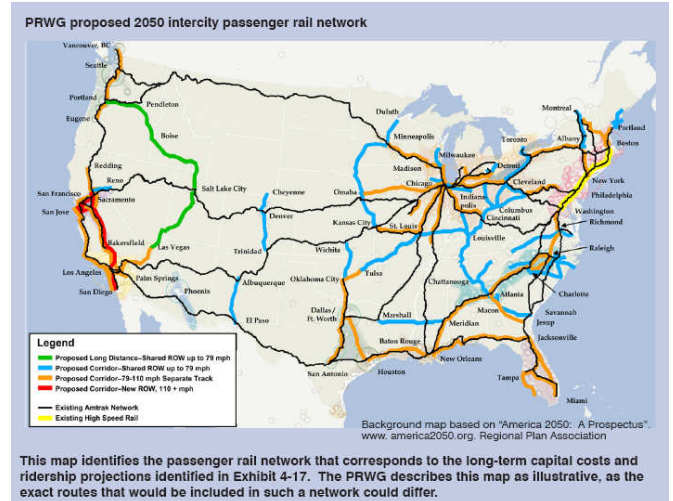 PRWG proposed 2050 intercity passenger rail network
Vancouver, BC
Seattle
Portland
Pendleton
Eugene
Boise
Redding
Reno
Sacramento
San Francisco
San Jose
Salt Lake City
Bakersfield
Las Vegas
Los Angeles
Palm Springs
San Diego
Phoenix
Cheyenne
Denver
Trinidad
Albuquerque
El Peso
Duluth
Minneapolis
Milwaukee
Madison
Chicago
Omaha
Kansas City
St. Louis
Wichita
Tulsa
Oklahoma City
Dallas/
Ft. Worth
Marshall
San Antonio
Houston
Baton Rouge
New Orleans
Meridian
Macon
Atlanta
Chattanooga
Louisville
Indiana-
polis
Cincinnati
Columbus
Cleveland
Detroit
Toronto
Montreal
Albany
Portland
Boston
New York
Philadelphia
Washington
Richmond
Raleigh
Charlotte
Savannah
Jesup
Jacksonville
Tampa
Miami
Legend
Proposed Long Distance–Shared ROW up to 79 mph
Proposed Corridor–Shared ROW up to 79 mph
Proposed Corridor–79-110 mph Separate Track
Proposed Corridor–New ROW, 110 + mph
Existing Amtrak Network
Existing High Speed Rail
Background map based on "America 2050: A Prospectus".
www. america2050.org. Regional Plan Association
This map identifies the passenger rail network that corresponds to the long-term capital costs and
ridership projections identified in Exhibit 4-17. The PRWG describes this map as illustrative, as the
exact routes that would be included in such a network could differ.